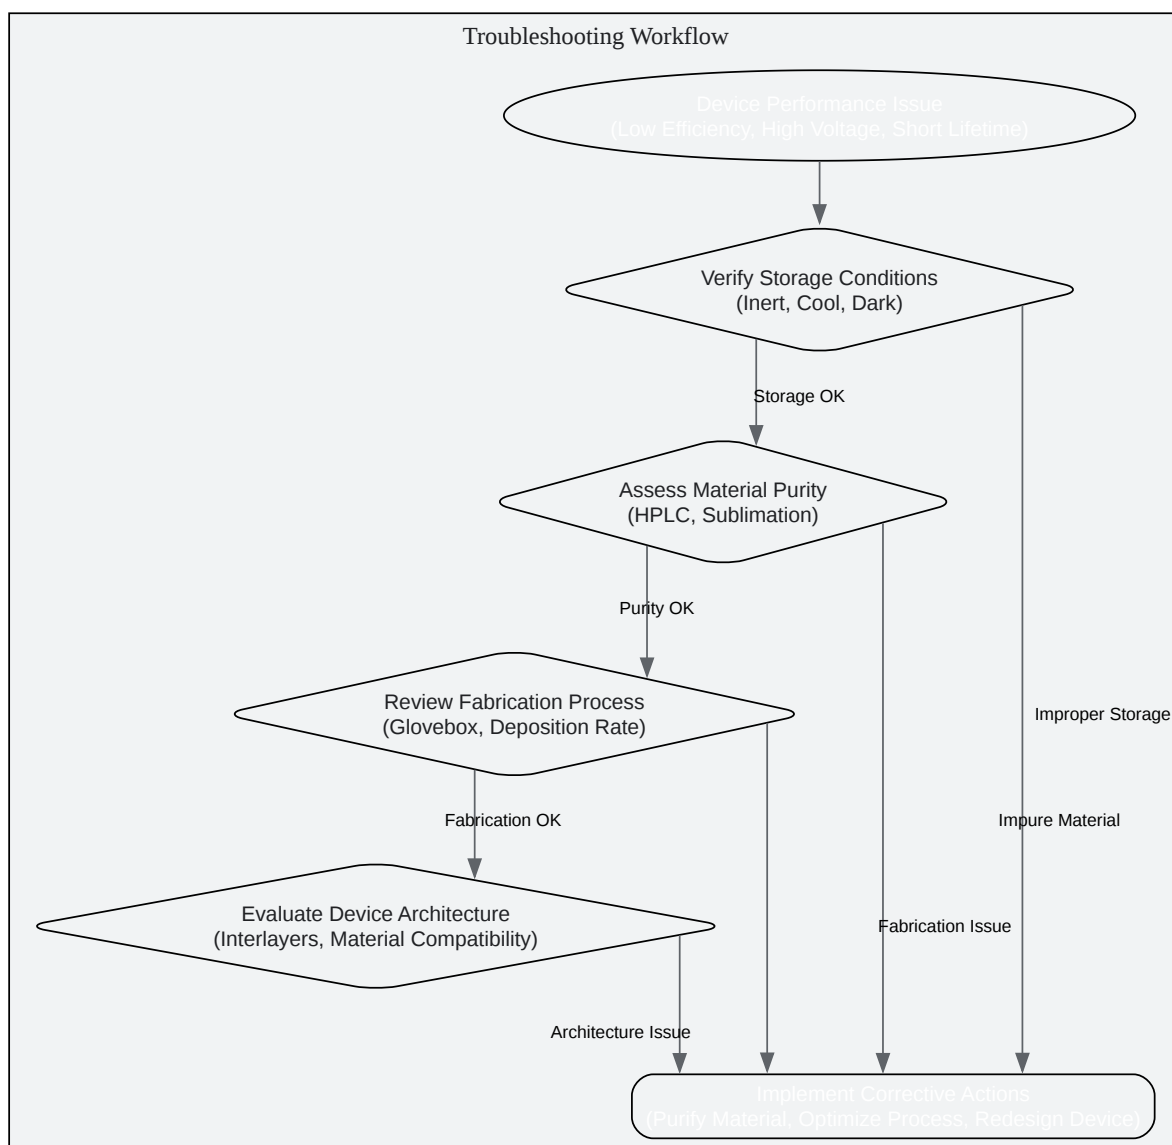 Troubleshooting Workflow
Device Performance Issue
(Low Efficiency, High Voltage, Short Lifetime)
Verify Storage Conditions
(Inert, Cool, Dark)
Storage OK
Assess Material Purity
(HPLC, Sublimation)
Purity OK
Review Fabrication Process
(Glovebox, Deposition Rate)
Improper Storage
Fabrication OK
Impure Material
Evaluate Device Architecture
(Interlayers, Material Compatibility)
Fabrication Issue
Architecture Issue
Implement Corrective Actions
(Purify Material, Optimize Process, Redesign Device)